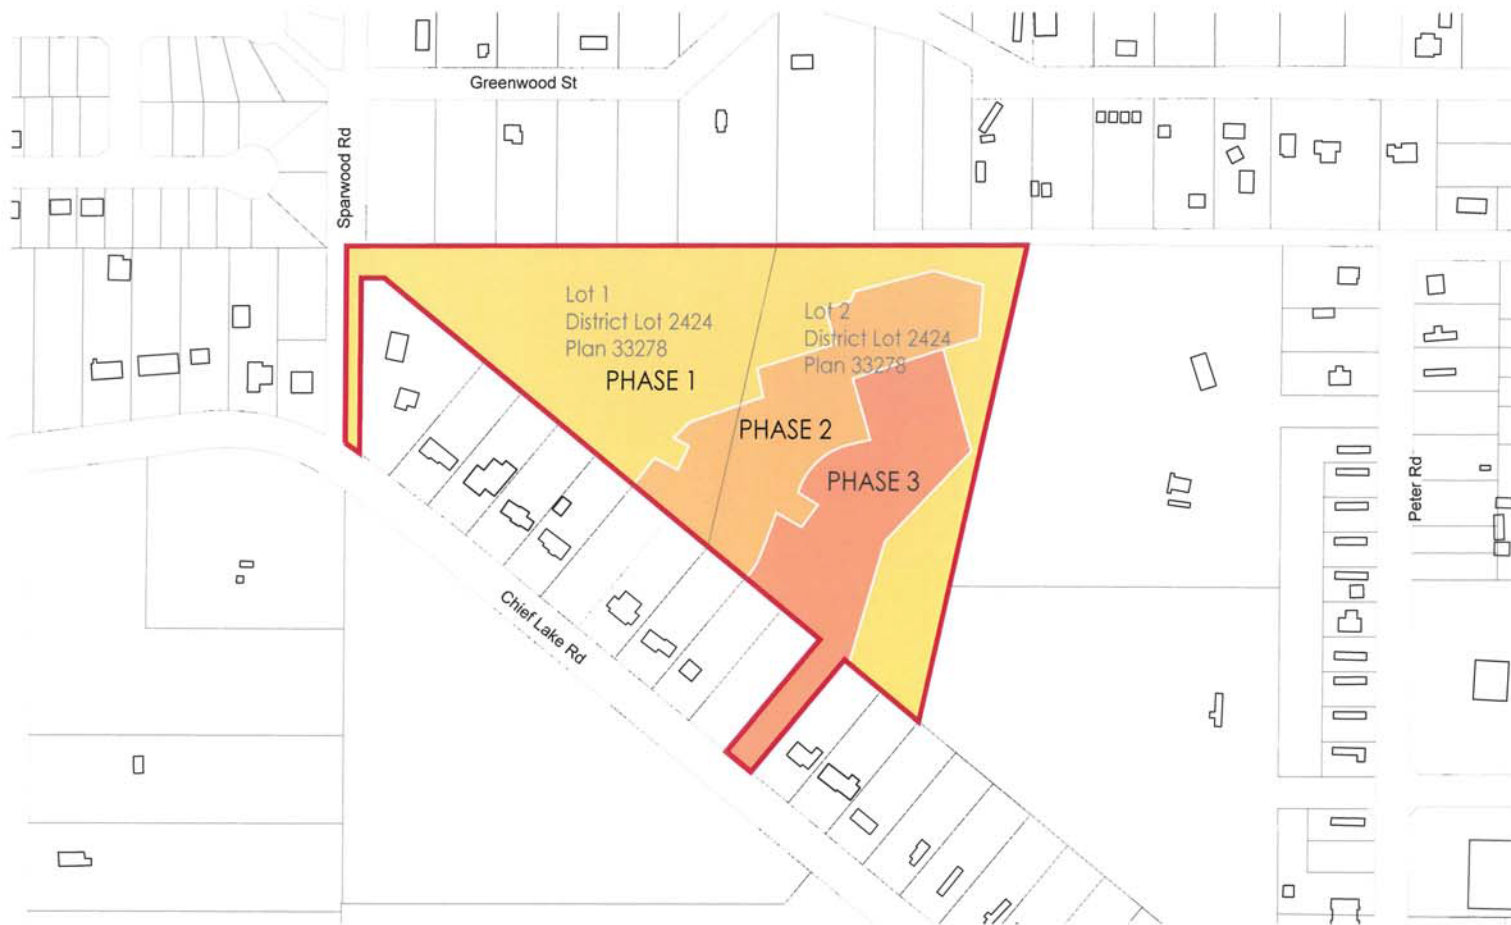 Greenwood St
Sparwood Rd
Lot 1
District Lot 2424
Plan 33278
PHASE 1
Lot 2
District Lot 2424
Plan 33278
PHASE 2
PHASE 3
Peter Rd
Chief Lake Rd